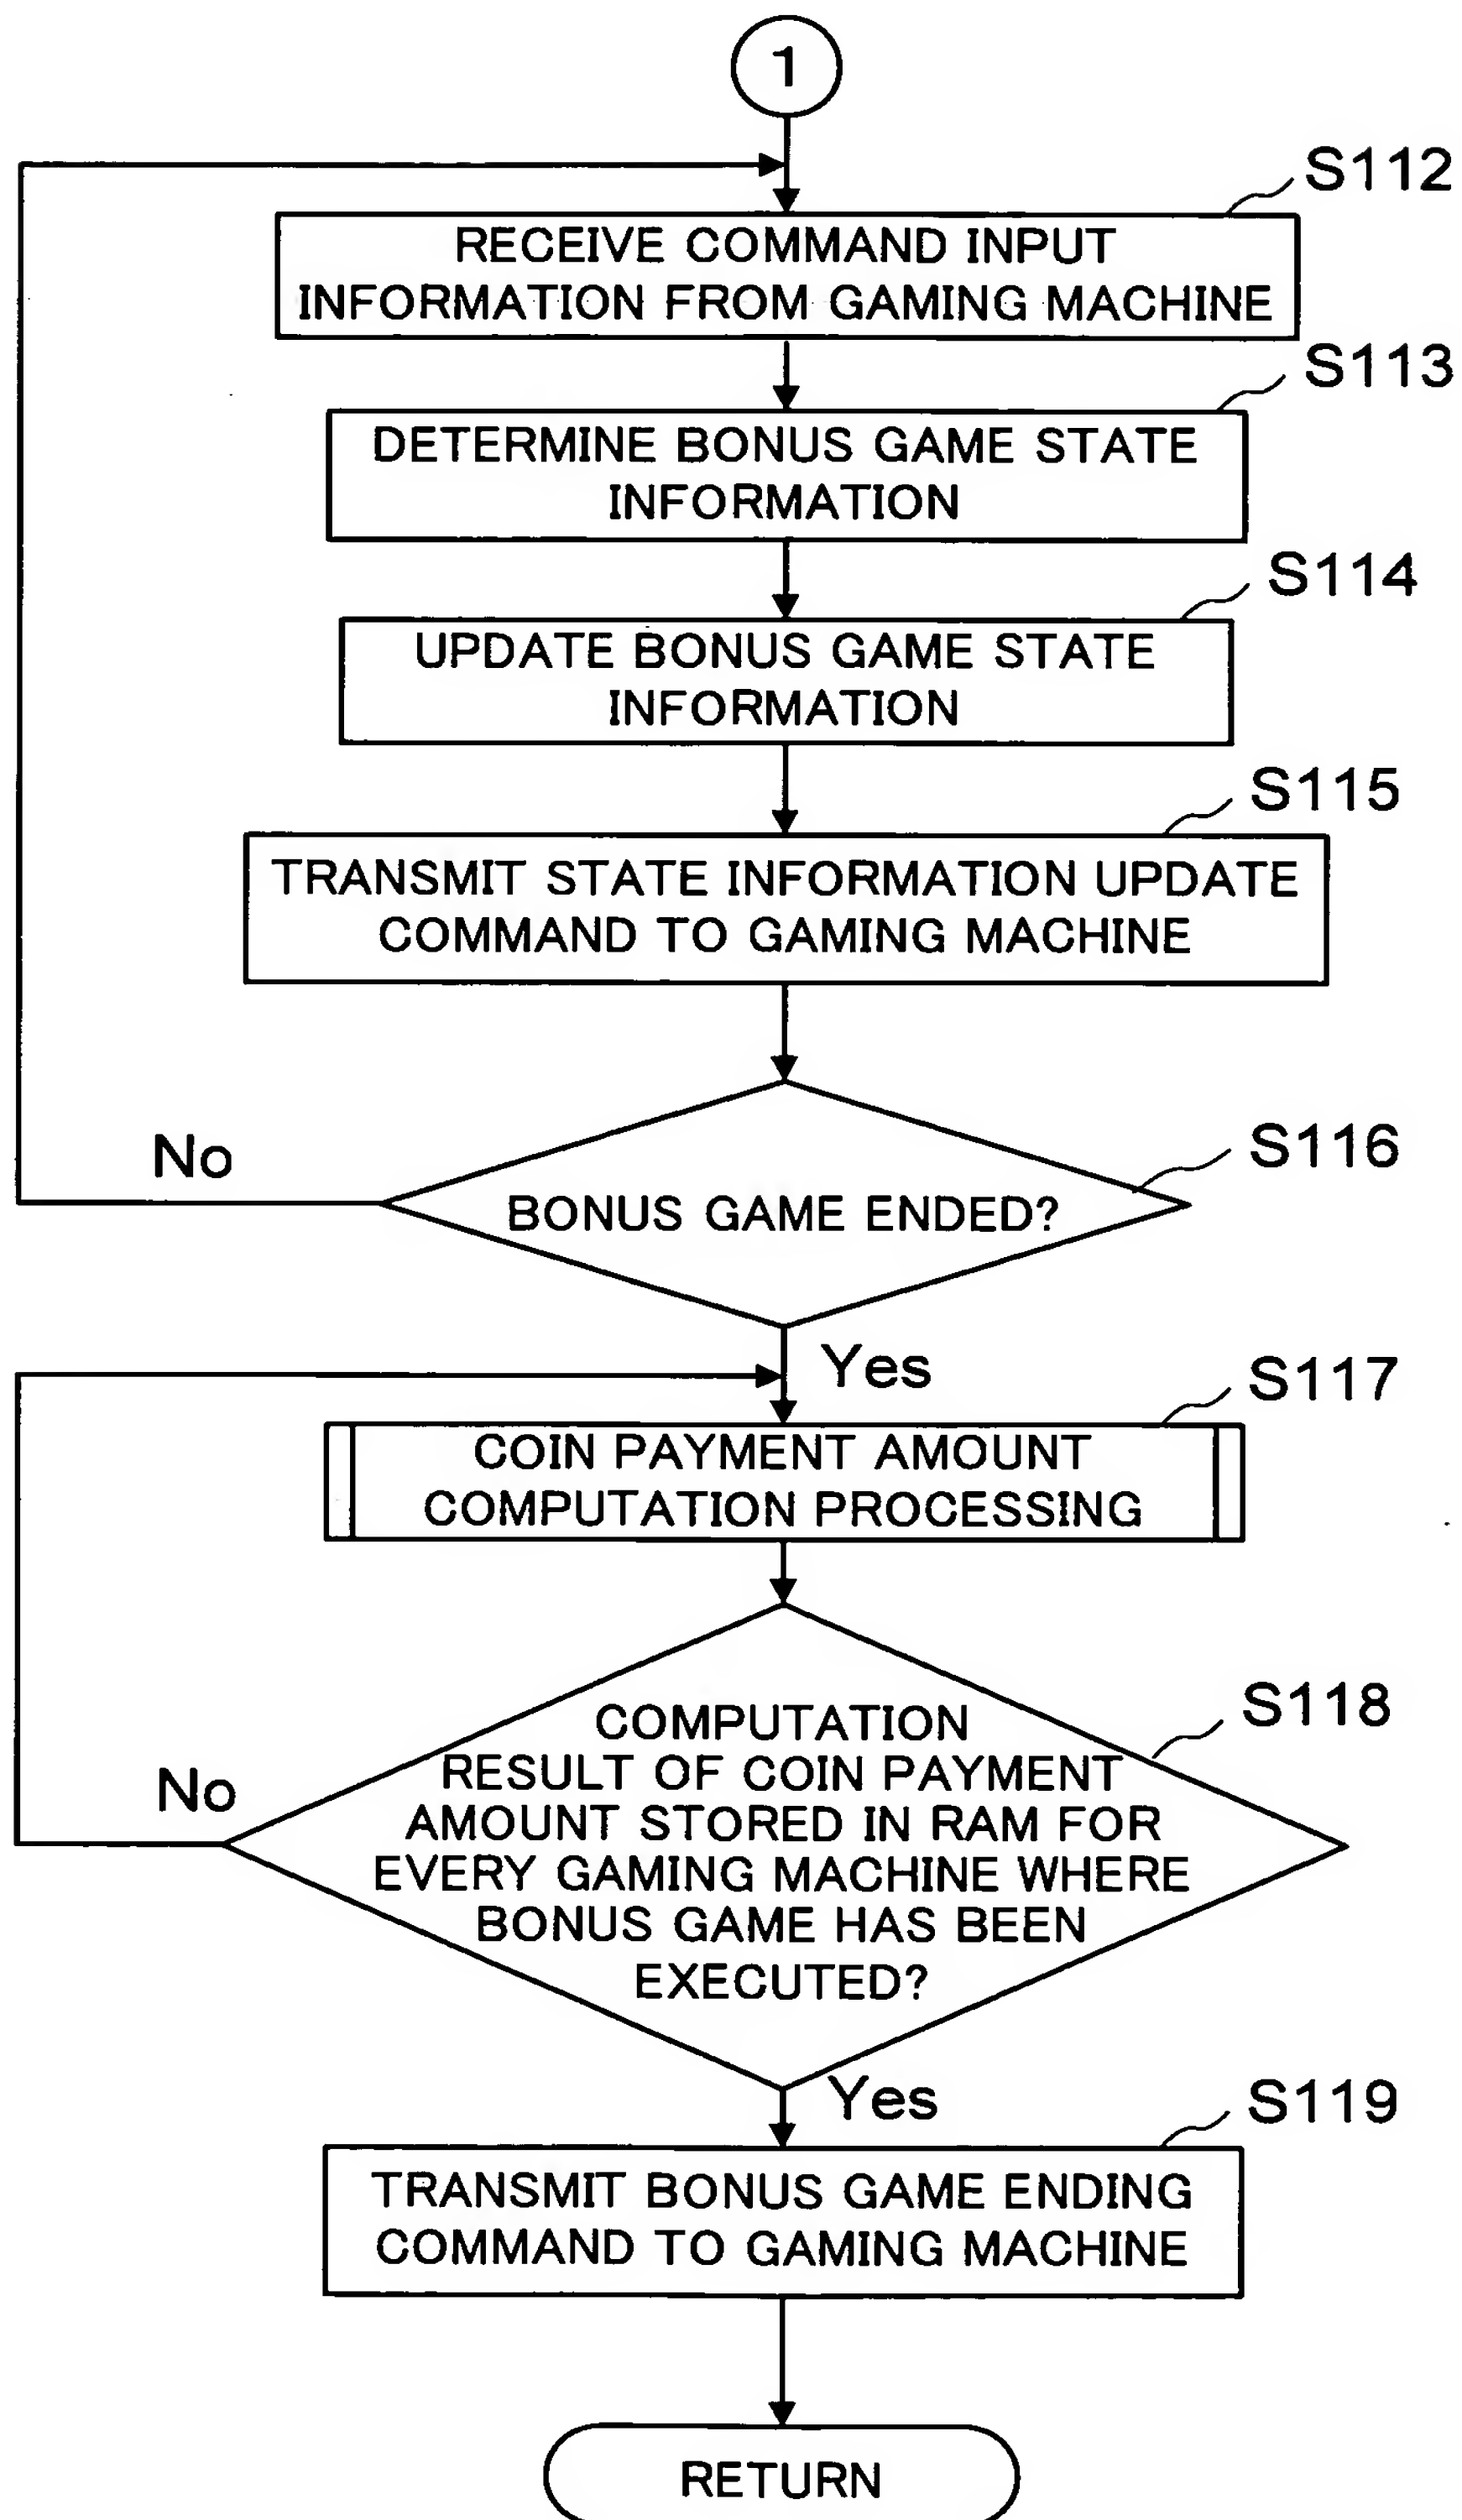 1
S112
RECEIVE COMMAND INPUT
INFORMATION FROM GAMING MACHINE
S113
DETERMINE BONUS GAME STATE
INFORMATION
S114
UPDATE BONUS GAME STATE
INFORMATION
S115
TRANSMIT STATE INFORMATION UPDATE
COMMAND TO GAMING MACHINE
S116
No
BONUS GAME ENDED?
Yes
S117
COIN PAYMENT AMOUNT
COMPUTATION PROCESSING
S118
COMPUTATION
RESULT OF COIN PAYMENT
No
AMOUNT STORED IN RAM FOR
EVERY GAMING MACHINE WHERE
BONUS GAME HAS BEEN
EXECUTED?
Yes
S119
TRANSMIT BONUS GAME ENDING
COMMAND TO GAMING MACHINE
RETURN